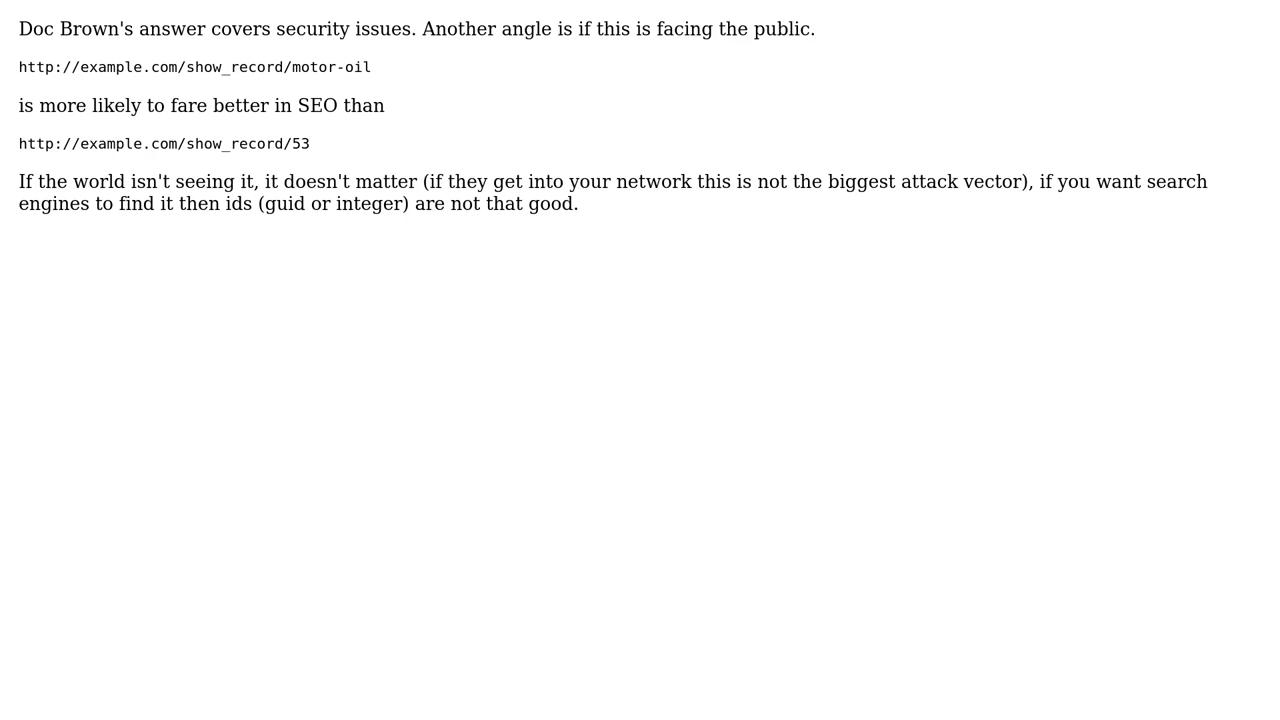 Doc Brown's answer covers security issues. Another angle is if this is facing the public.
http://example.com/show_record/motor-oil
is more likely to fare better in SEO than
http://example.com/show_record/53
If the world isn't seeing it, it doesn't matter (if they get into your network this is not the biggest attack vector), if you want search
engines to find it then ids (guid or integer) are not that good.